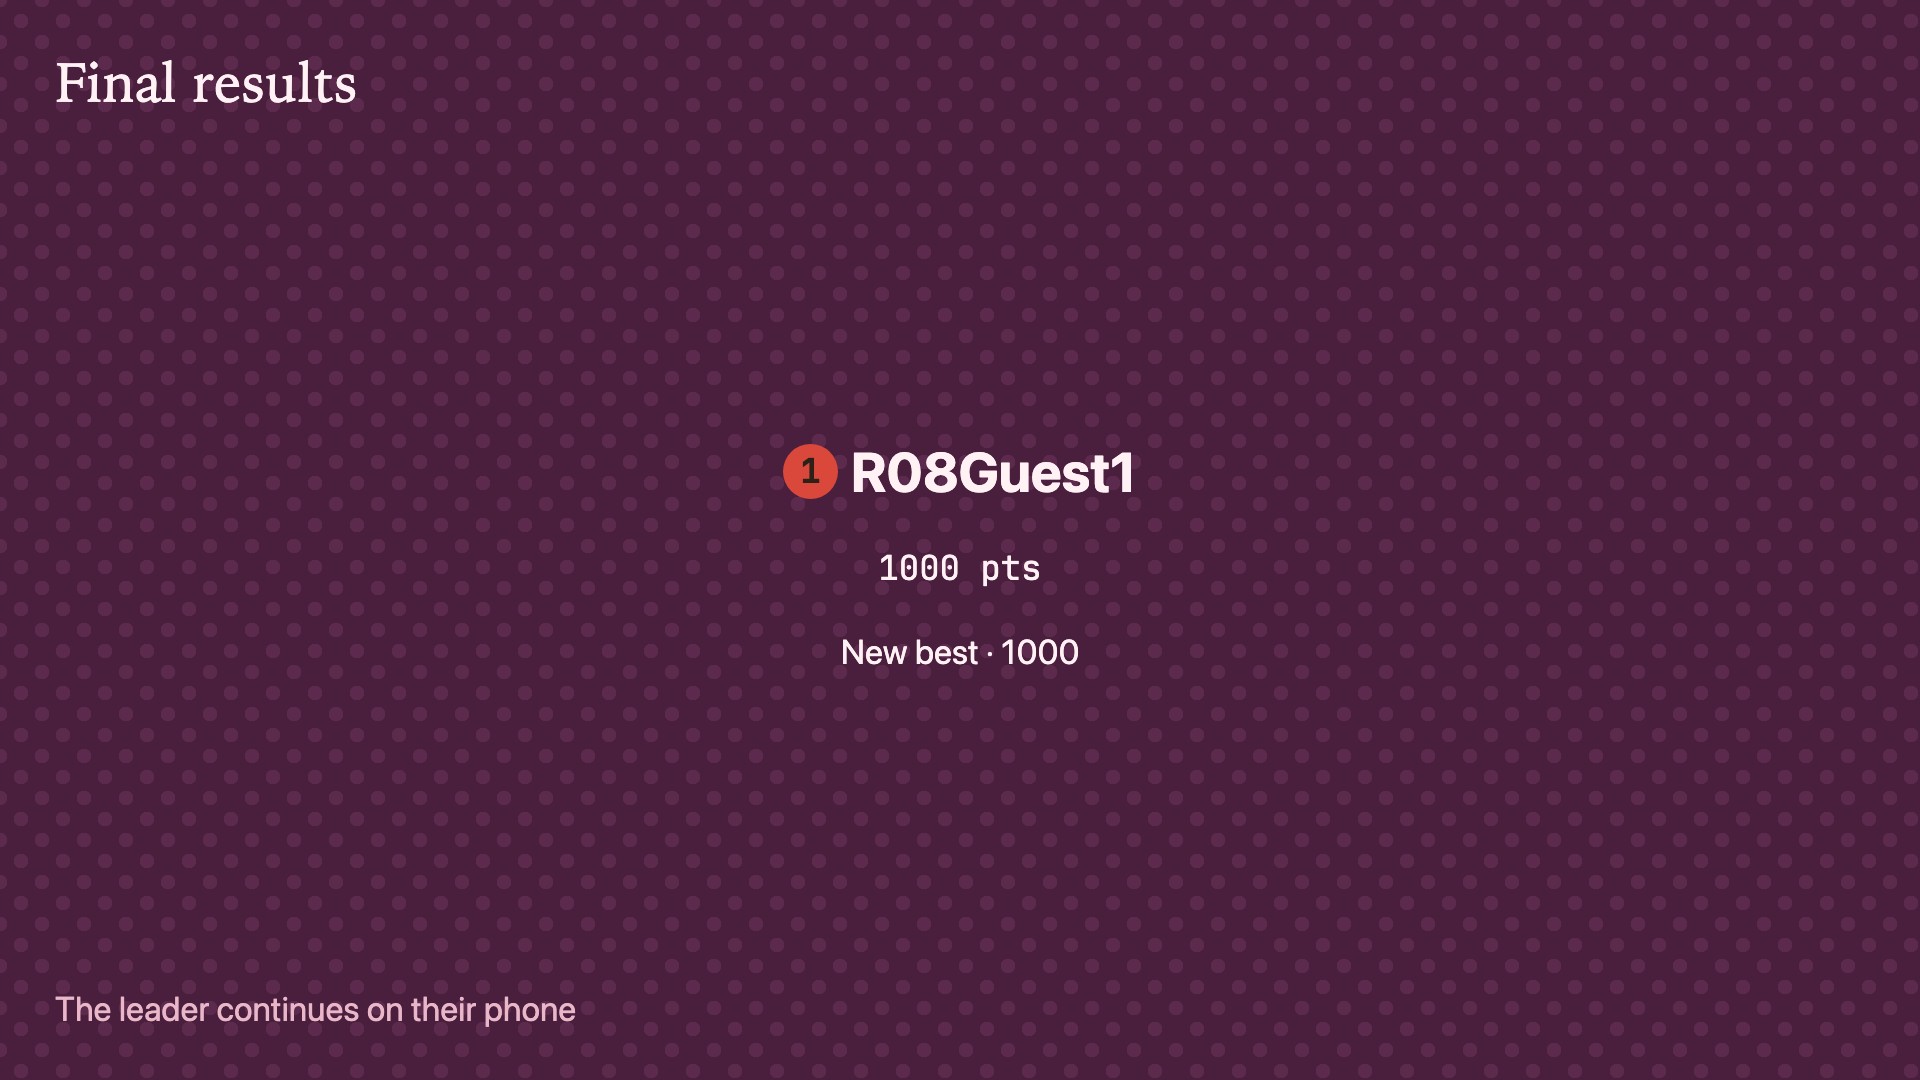 Final results
1 R08Guest1
1000 pts
New best · 1000
The leader continues on their phone